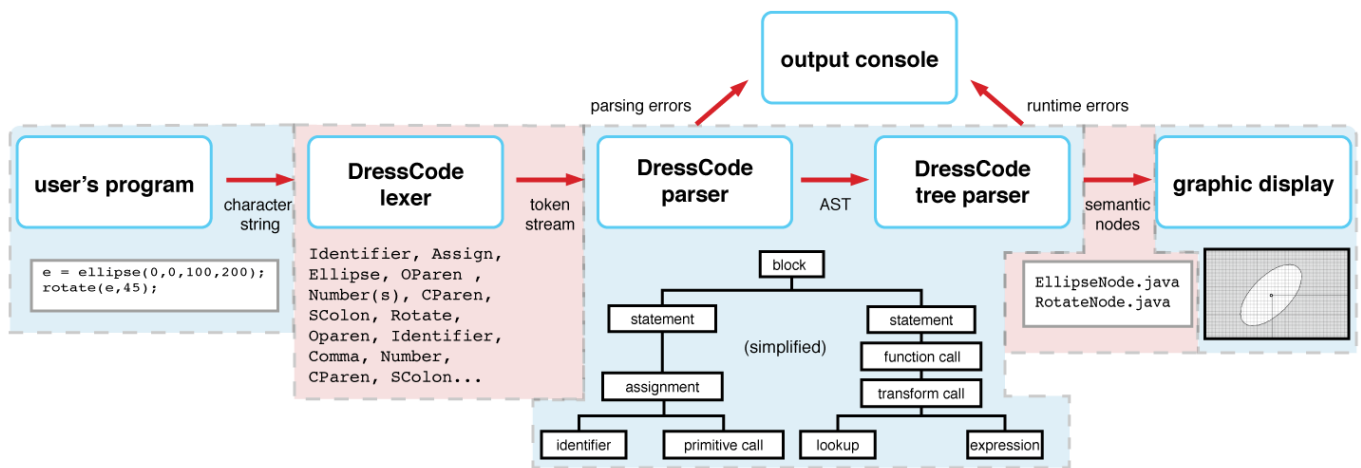 output console
parsing errors
runtime errors
user's program
character
string
e = ellipse(0,0,100,200);
rotate(e,45);
DressCode
lexer
token
stream
Identifier, Assign,
Ellipse, OParen ,
Number(s), CParen,
SColon, Rotate,
Oparen, Identifier,
Comma, Number,
CParen, SColon...
DressCode
parser
AST
DressCode
tree parser
semantic
nodes
graphic display
block
statement
statement
(simplified)
function call
assignment
transform call
identifier
primitive call
lookup
expression
EllipseNode.java
RotateNode.java